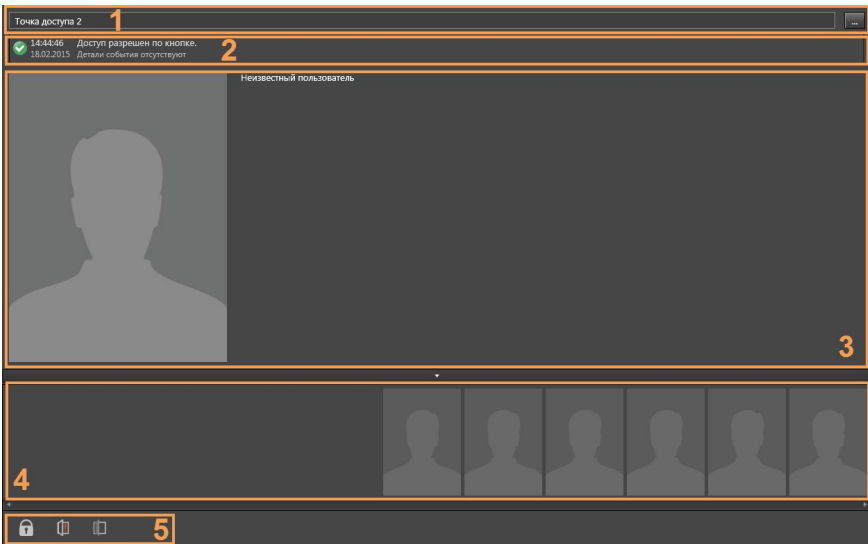 Точка доступа 2
1
...
14:44:46 Доступ разрешен по кнопке.
18.02.2015 Детали события отсутствуют
2
Неизвестный пользователь
3
4
5